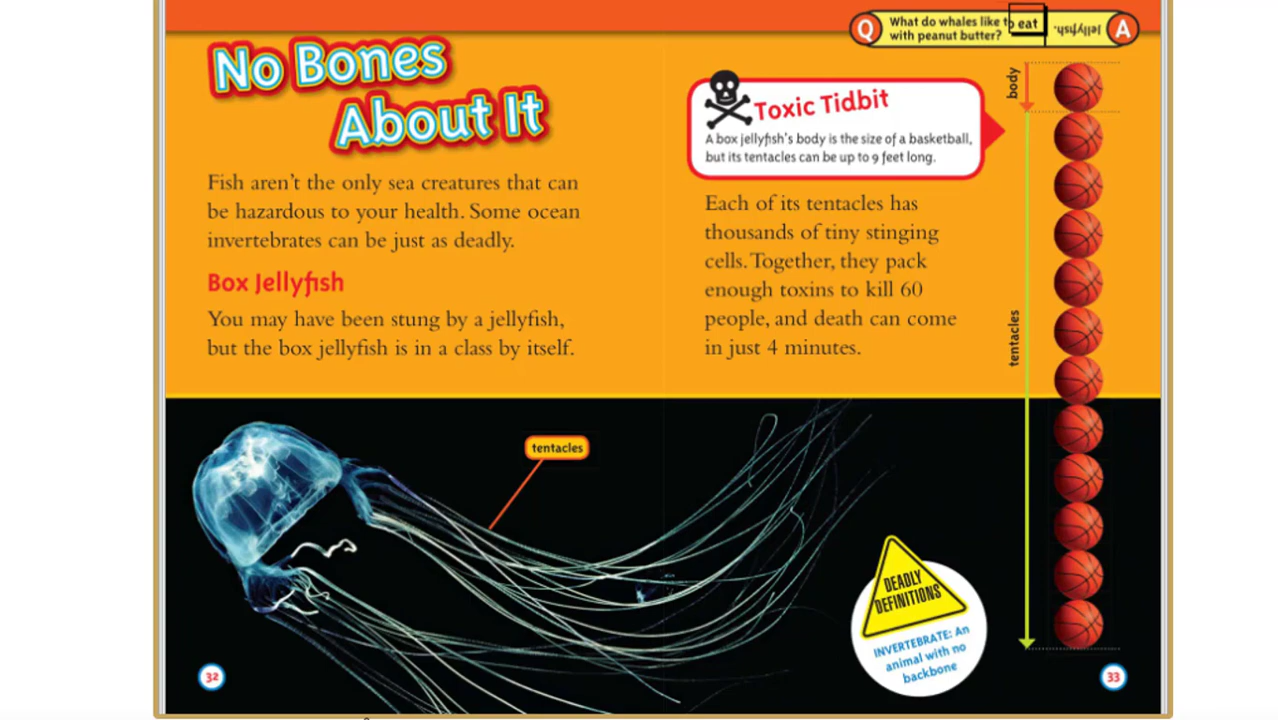 No Bones
About It
Fish aren't the only sea creatures that can
be hazardous to your health. Some ocean
invertebrates can be just as deadly.
Box Jellyfish
You may have been stung by a jellyfish,
but the box jellyfish is in a class by itself.
tentacles
32
Q What do whales like to eat
with peanut butter?
Jellyfish. A
Toxic Tidbit
A box jellyfish's body is the size of a basketball,
but its tentacles can be up to 9 feet long.
Each of its tentacles has
thousands of tiny stinging
cells. Together, they pack
enough toxins to kill 60
people, and death can come
in just 4 minutes.
body
tentacles
DEADLY
DEFINITIONS
INVERTEBRATE: An
animal with no
backbone
33